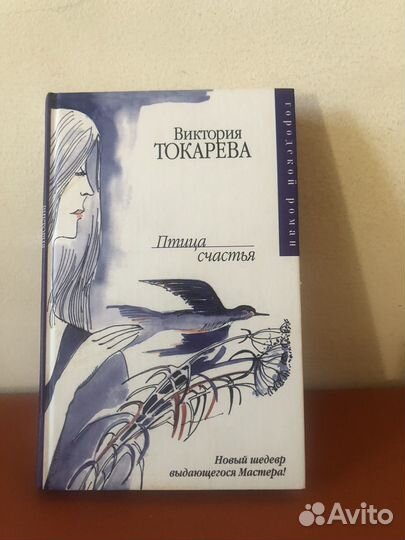 Виктория
ТОКАРЕВА
городской роман
Птица
счастья
Новый шедевр
выдающегося Мастера!
Avito